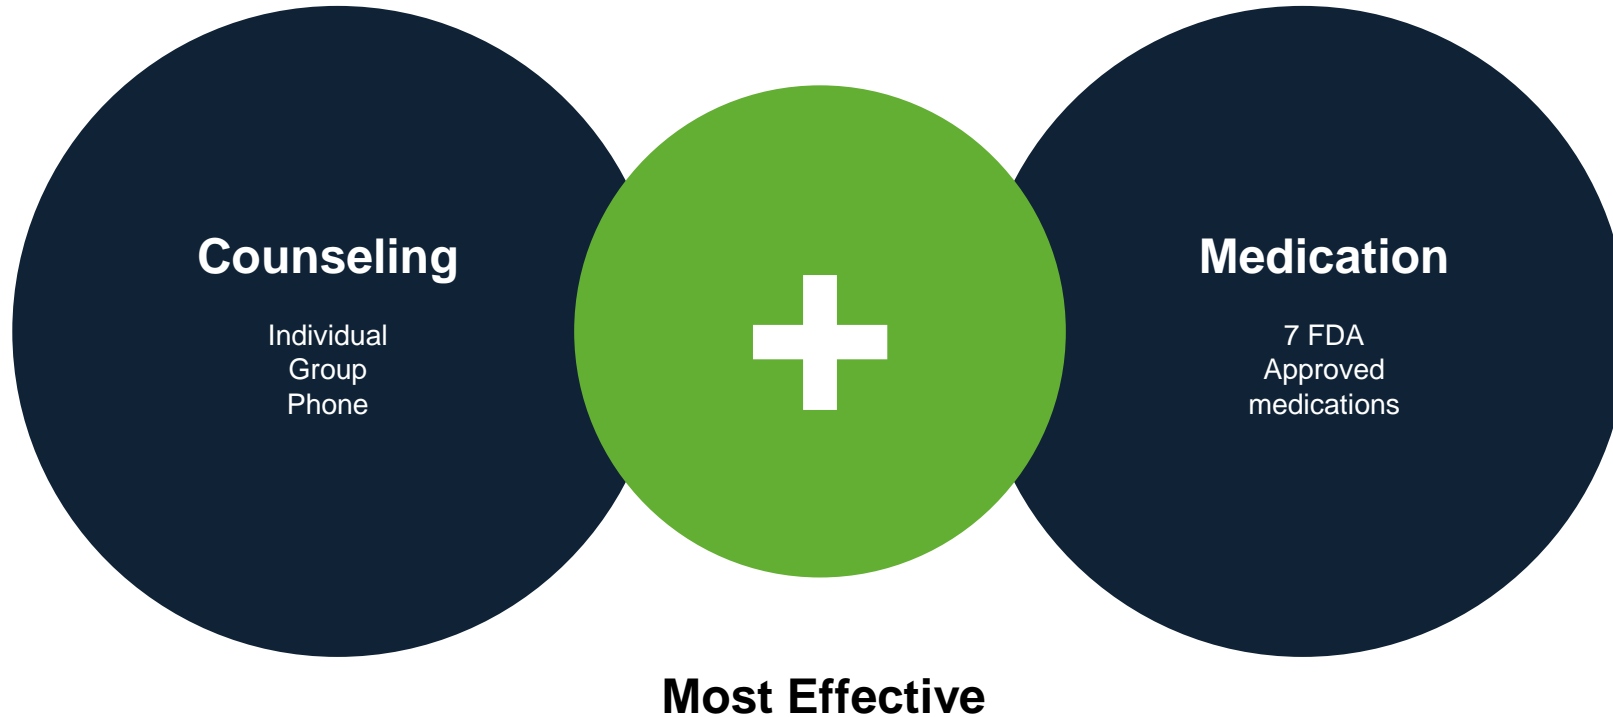 Counseling
Individual
Group
Phone
Medication
7 FDA
Approved
medications
Most Effective